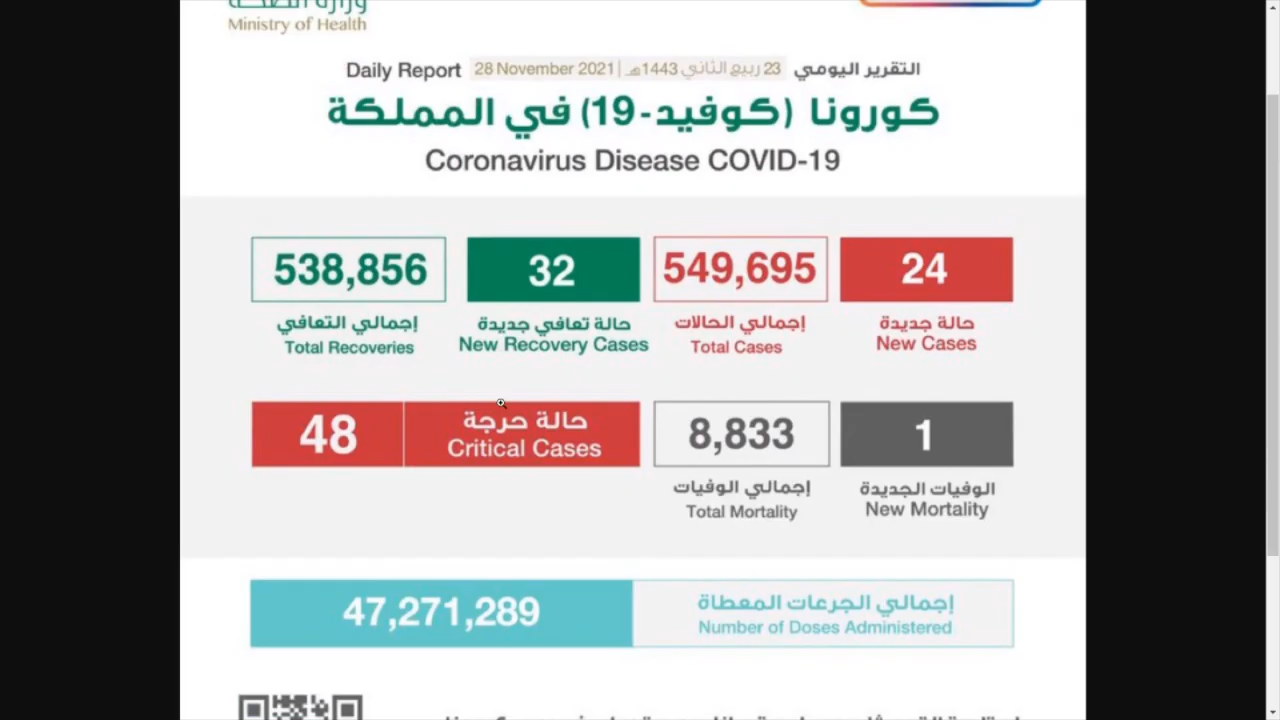 Ministry of Health
التقرير اليومي 23 ربيع الثاني 1443هـ | 28 November 2021 Daily Report
كورونا (كوفيد-19) في المملكة
Coronavirus Disease COVID-19
538,856
32
549,695
24
إجمالي التعافي
حالة تعافي جديدة
إجمالي الحالات
حالة جديدة
Total Recoveries
New Recovery Cases
Total Cases
New Cases
48
حالة حرجة
Critical Cases
8,833
1
إجمالي الوفيات
الوفيات الجديدة
Total Mortality
New Mortality
47,271,289
إجمالي الجرعات المعطاة
Number of Doses Administered